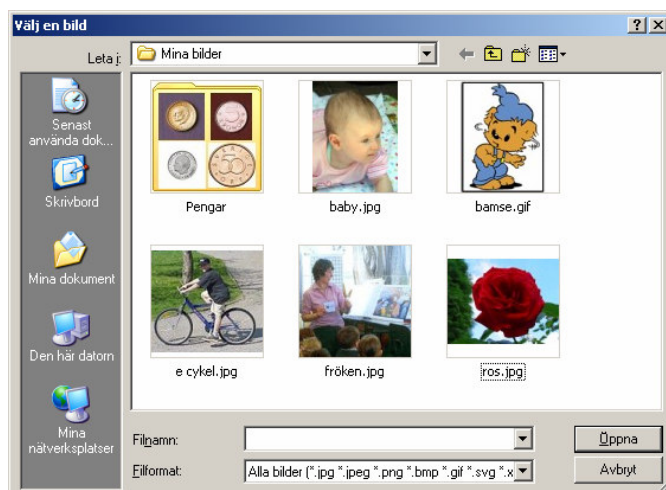 Välj en bild
Leta i:
Mina bilder
Senast
använda dok...
Skrivbord
Mina dokument
Den här datorn
Mina
nätverksplatser
Pengar
baby.jpg
bamse.gif
e cykel.jpg
fröken.jpg
ros.jpg
Filnamn:
Öppna
Filformat:
Alla bilder (*.jpg *.jpeg *.png *.bmp *.gif *.svg *.x
Avbryt